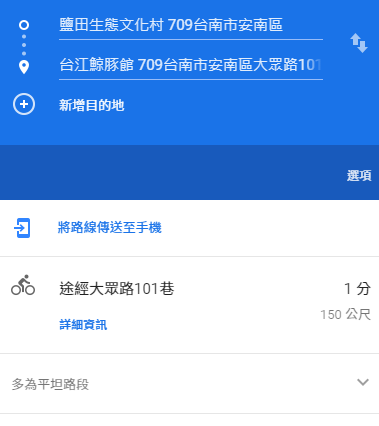 鹽田生態文化村 709台南市安南區
台江鯨豚館 709台南市安南區大眾路101
新增目的地
選項
將路線傳送至手機
途經大眾路101巷
1 分
150 公尺
詳細資訊
多為平坦路段